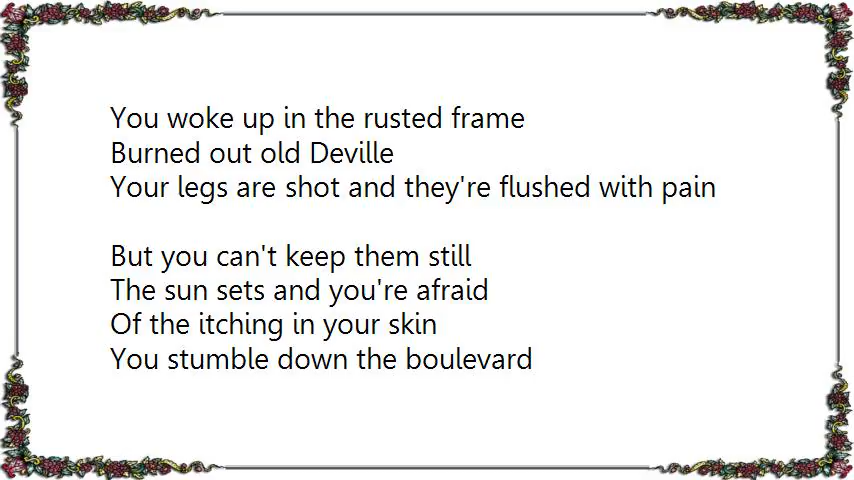 You woke up in the rusted frame
Burned out old Deville
Your legs are shot and they're flushed with pain
But you can't keep them still
The sun sets and you're afraid
Of the itching in your skin
You stumble down the boulevard